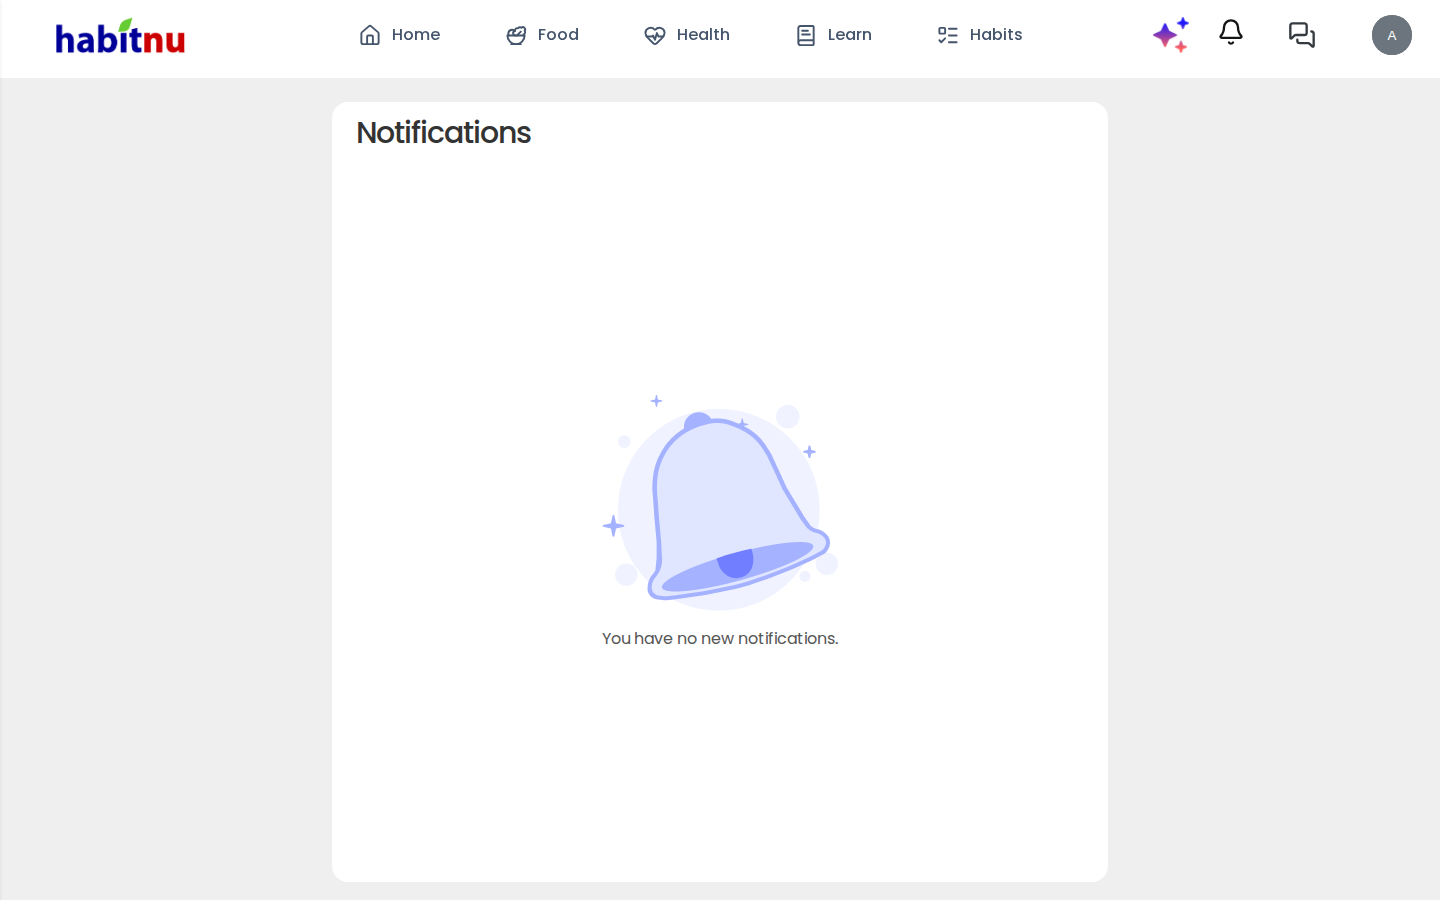 habitnu
Home
Food
Health
Learn
Habits
A
Notifications
You have no new notifications.